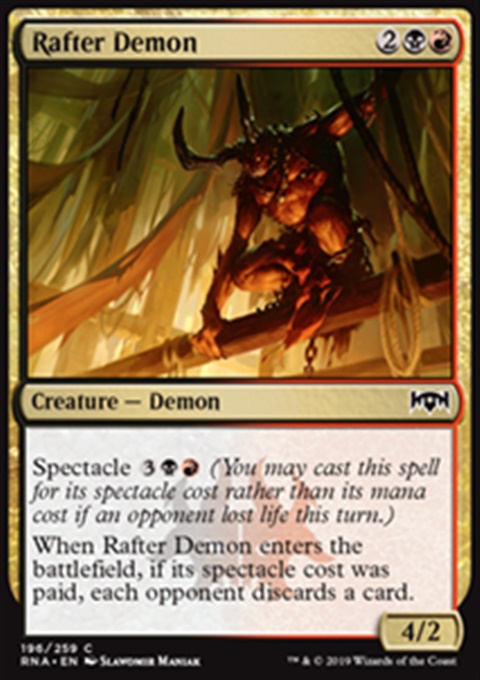 Rafter Demon 2
Creature — Demon
Spectacle 3 (You may cast this spell
for its spectacle cost rather than its mana
cost if an opponent lost life this turn.)
When Rafter Demon enters the
battlefield, if its spectacle cost was
paid, each opponent discards a card.
4/2
196/259 C
RNA • EN Slawomir Maniak
™ & © 2019 Wizards of the Coast